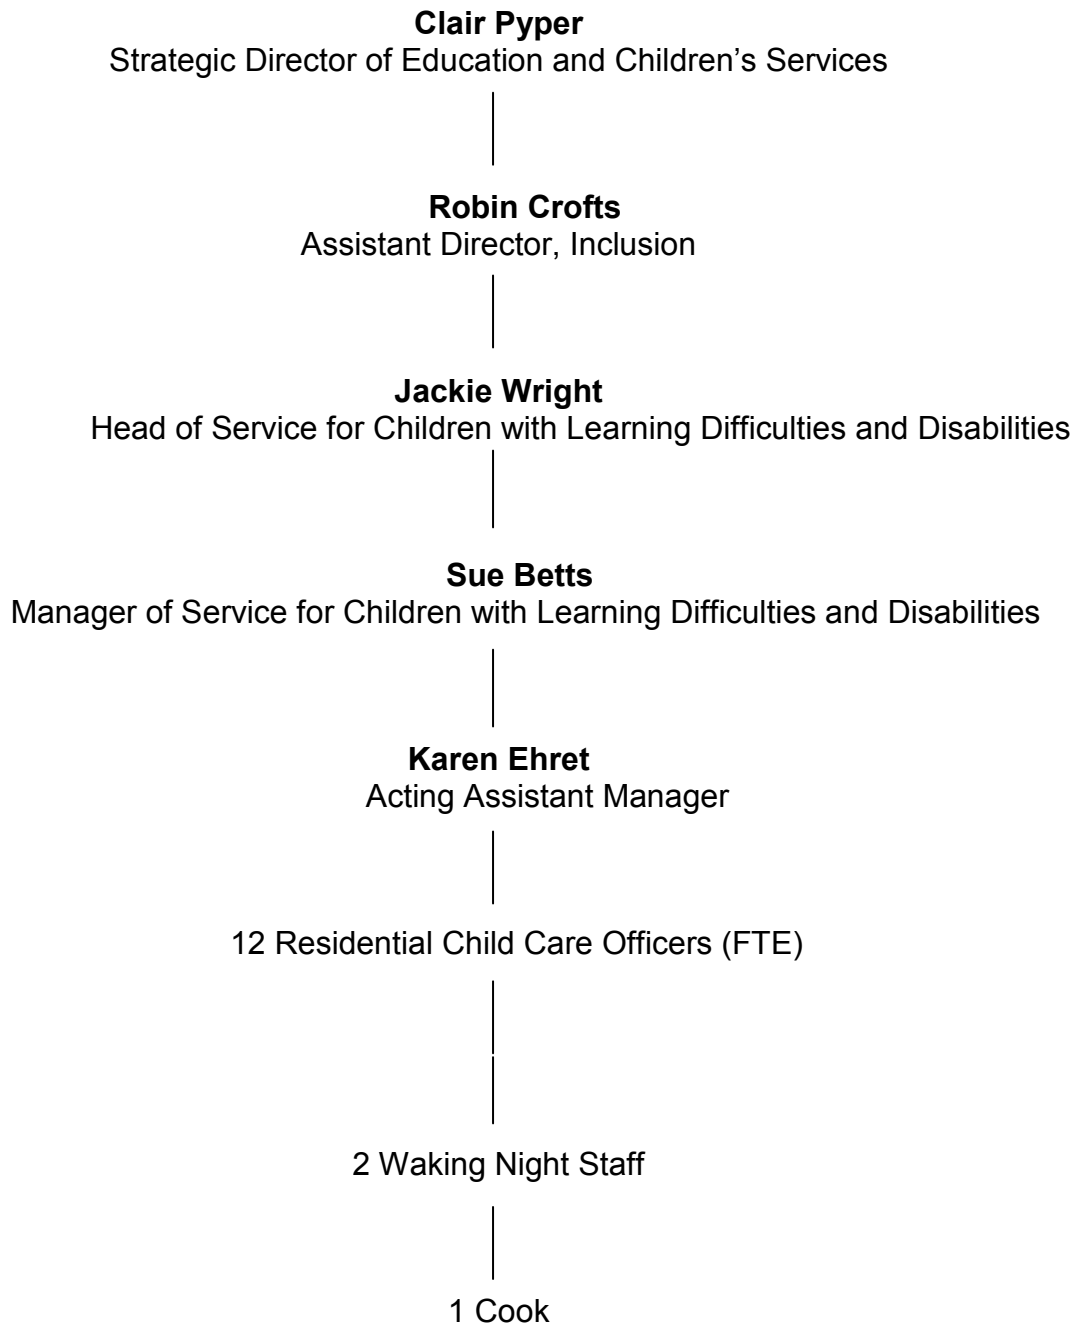 Clair Pyper
Strategic Director of Education and Children’s Services
Robin Crofts
Assistant Director, Inclusion
Jackie Wright
Head of Service for Children with Learning Difficulties and Disabilities
Sue Betts
Manager of Service for Children with Learning Difficulties and Disabilities
Karen Ehret
Acting Assistant Manager
12 Residential Child Care Officers (FTE)
2 Waking Night Staff
1 Cook